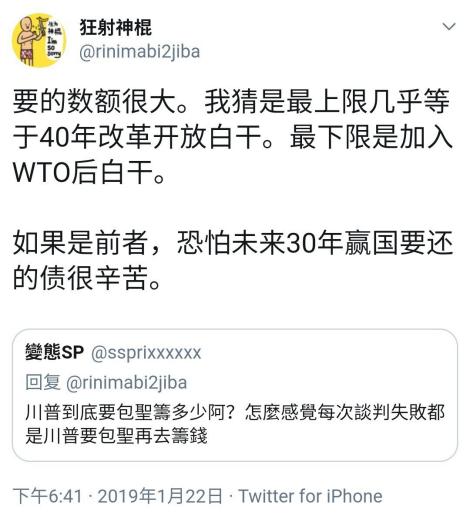 狂射神棍
@rinimabi2jiba
要的数额很大。我猜是最上限几乎等
于40年改革开放白干。最下限是加入
WTO后白干。
如果是前者，恐怕未来30年赢国要还
的债很辛苦。
變態SP @ssprixxxxxx
回复 @rinimabi2jiba
川普到底要包聖籌多少阿？怎麼感覺每次談判失敗都
是川普要包聖再去籌錢
下午6:41 · 2019年1月22日 · Twitter for iPhone